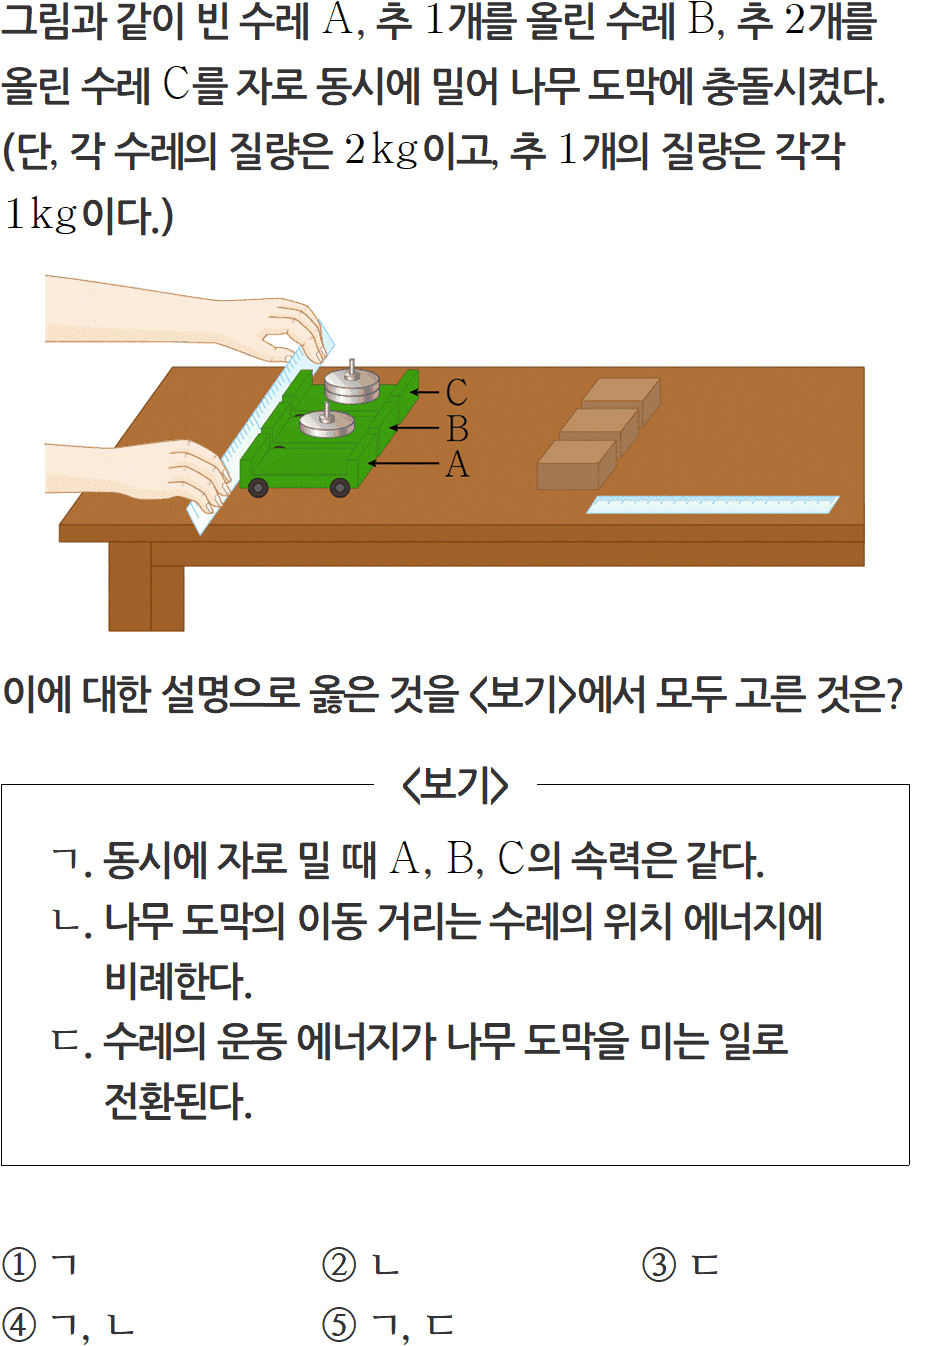 그림과 같이 빈 수레 A, 추 1개를 올린 수레 B, 추 2개를
올린 수레 C를 자로 동시에 밀어 나무 도막에 충돌시켰다.
(단, 각 수레의 질량은 2kg이고, 추 1개의 질량은 각각
1kg이다.)
C
B
A
이에 대한 설명으로 옳은 것을 <보기>에서 모두 고른 것은?
<보기>
ㄱ. 동시에 자로 밀 때 A, B, C의 속력은 같다.
ㄴ. 나무 도막의 이동 거리는 수레의 위치 에너지에
비례한다.
ㄷ. 수레의 운동 에너지가 나무 도막을 미는 일로
전환된다.
① ㄱ ② ㄴ ③ ㄷ
④ ㄱ, ㄴ ⑤ ㄱ, ㄷ